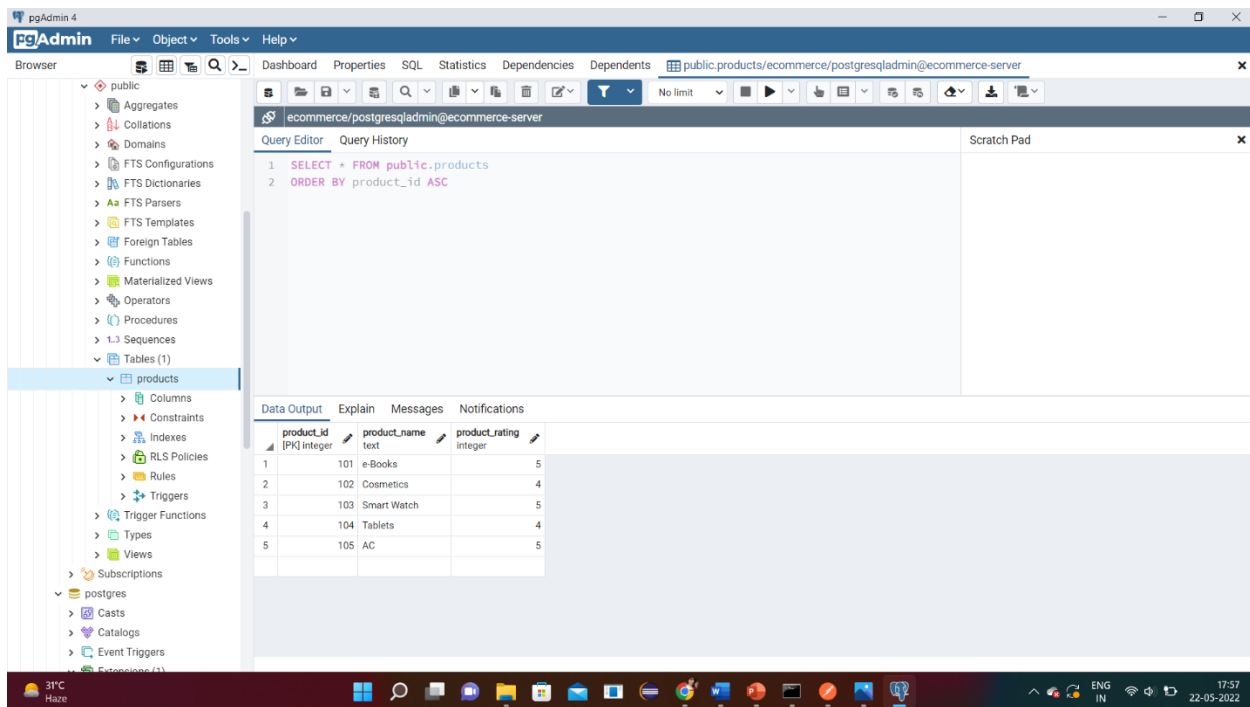 pgAdmin 4
pgAdmin File Object Tools Help
Browser
Dashboard Properties SQL Statistics Dependencies Dependents public.products/ecommerce/postgresqladmin@ecommerce-server
public
Aggregates
Collations
Domains
FTS Configurations
FTS Dictionaries
Aa FTS Parsers
FTS Templates
Foreign Tables
Functions
Materialized Views
Operators
Procedures
1..3 Sequences
Tables (1)
products
Columns
Constraints
Indexes
RLS Policies
Rules
Triggers
Trigger Functions
Types
Views
Subscriptions
postgres
Casts
Catalogs
Event Triggers
Extensions (1)
No limit
ecommerce/postgresqladmin@ecommerce-server
Query Editor Query History
Scratch Pad
1 SELECT * FROM public.products
2 ORDER BY product_id ASC
Data Output Explain Messages Notifications
product_id product_name product_rating
[PK] integer text integer
1 101 e-Books 5
2 102 Cosmetics 4
3 103 Smart Watch 5
4 104 Tablets 4
5 105 AC 5
31°C
Haze
ENG
IN
17:57
22-05-2022